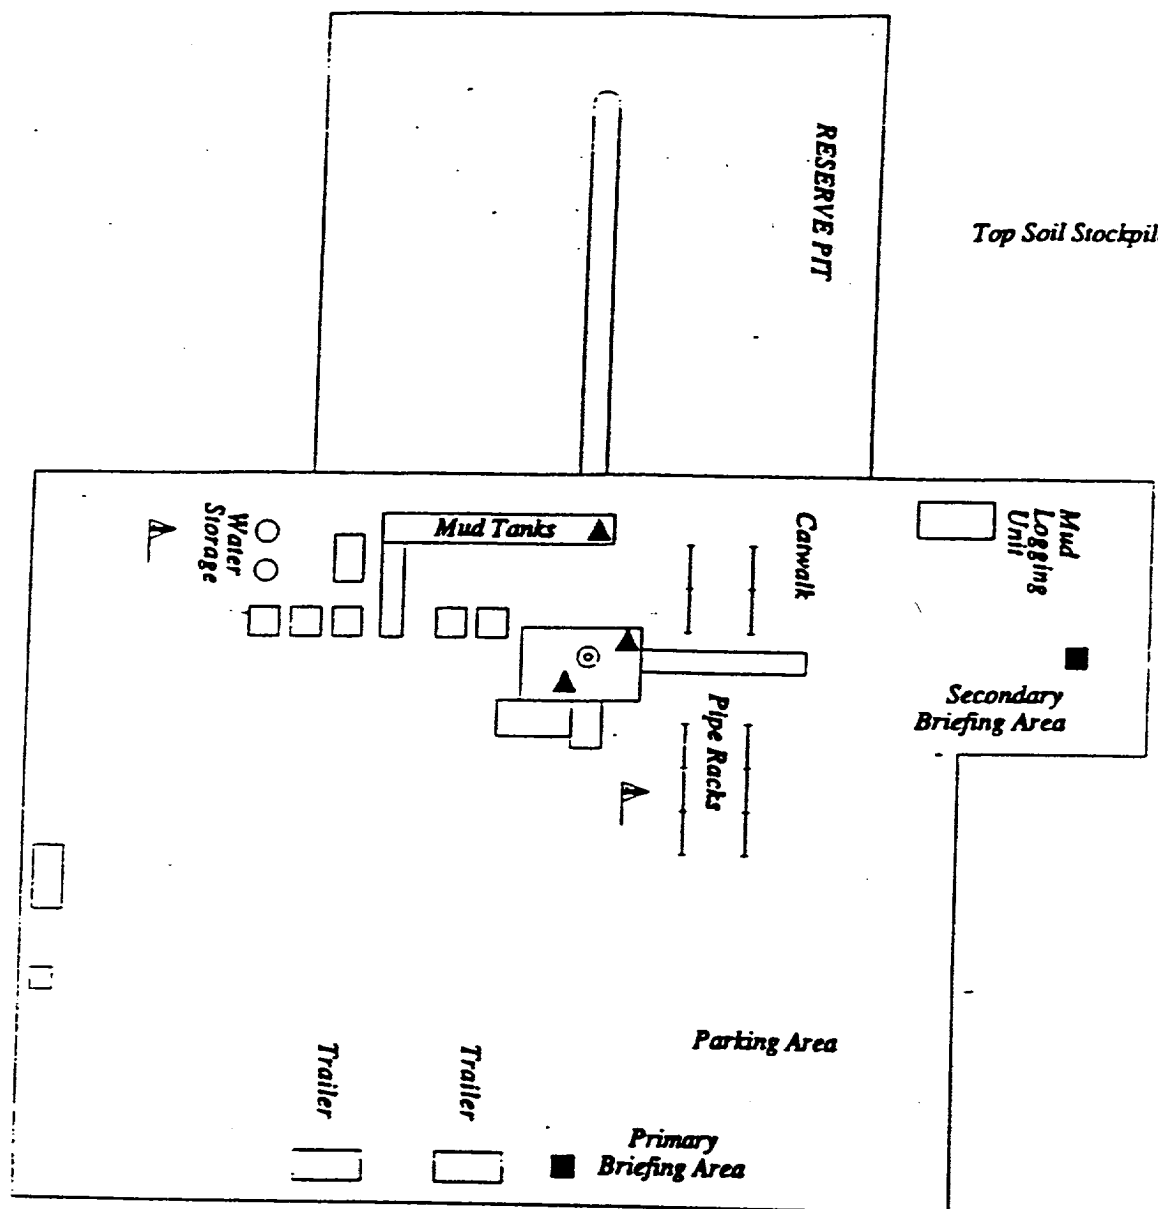 RESERVE PIT
Top Soil Stockpil
Water
Storage
Mud Tanks
Catwalk
Mud
Logging
Unit
Secondary
Briefing Area
Pipe Racks
Parking Area
Trailer
Trailer
Primary
Briefing Area